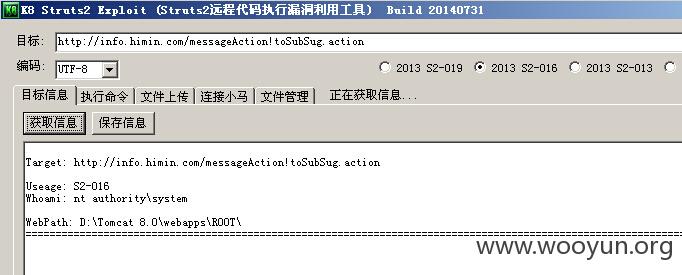 K8 K8 Struts2 Exploit (Struts2远程代码执行漏洞利用工具) Build 20140731
目标: http://info.himin.com/messageAction!toSubSug.action
编码: UTF-8 2013 S2-019 2013 S2-016 2013 S2-013
目标信息 执行命令 文件上传 连接小马 文件管理 正在获取信息...
获取信息 保存信息
Target: http://info.himin.com/messageAction!toSubSug.action
Useage: S2-016
Whoami: nt authority\system
WebPath: D:\Tomcat 8.0\webapps\ROOT\
================================================================================
www.wooyun.org